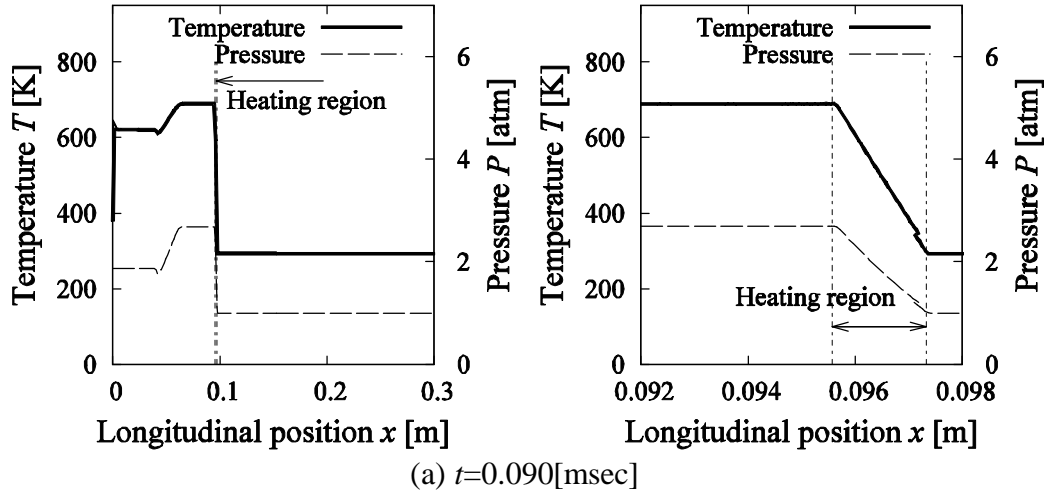 Temperature
Pressure
Heating region
800
600
400
200
0
Temperature T [K]
6
4
2
0
Pressure P [atm]
0
0.1
0.2
0.3
Longitudinal position x [m]
Temperature
Pressure
Heating region
800
600
400
200
0
Temperature T [K]
6
4
2
0
Pressure P [atm]
0.092
0.094
0.096
0.098
Longitudinal position x [m]
(a) t=0.090[msec]